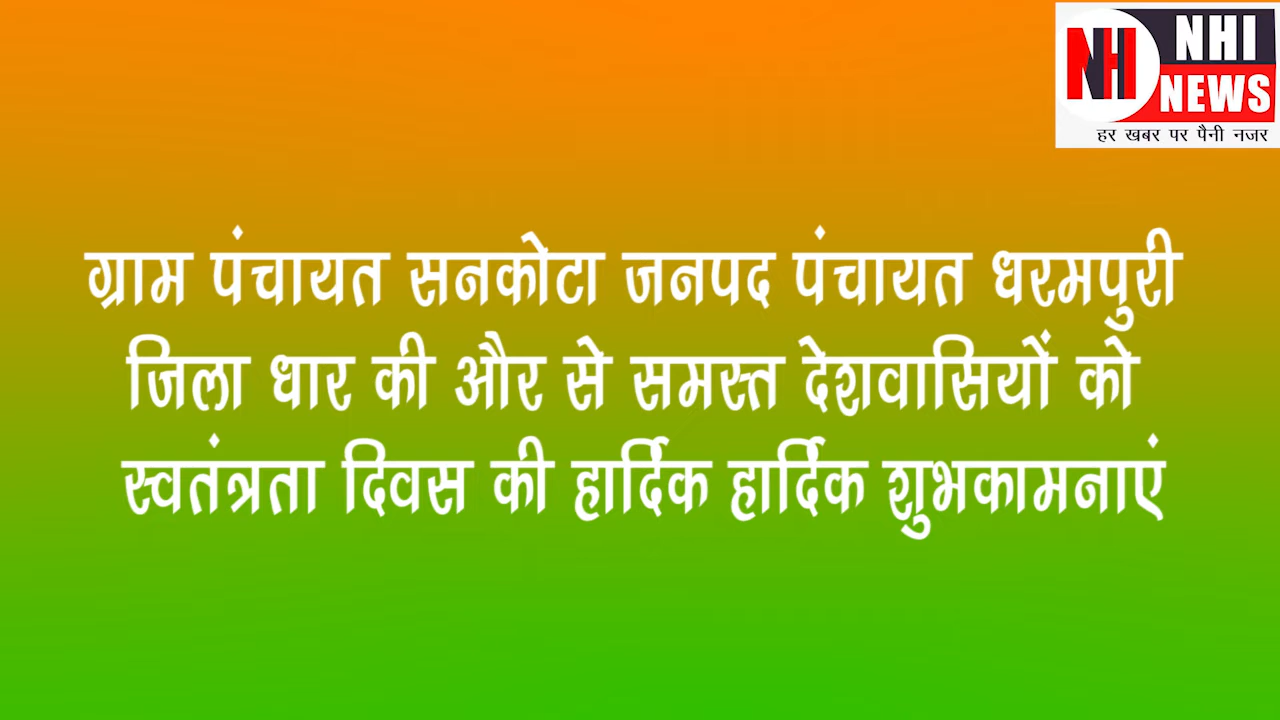 NH NHI
NEWS
हर खबर पर पैनी नजर
ग्राम पंचायत सनकोटा जनपद पंचायत धरमपुरी
जिला धार की और से समस्त देशवासियों को
स्वतंत्रता दिवस की हार्दिक हार्दिक शुभकामनाएं